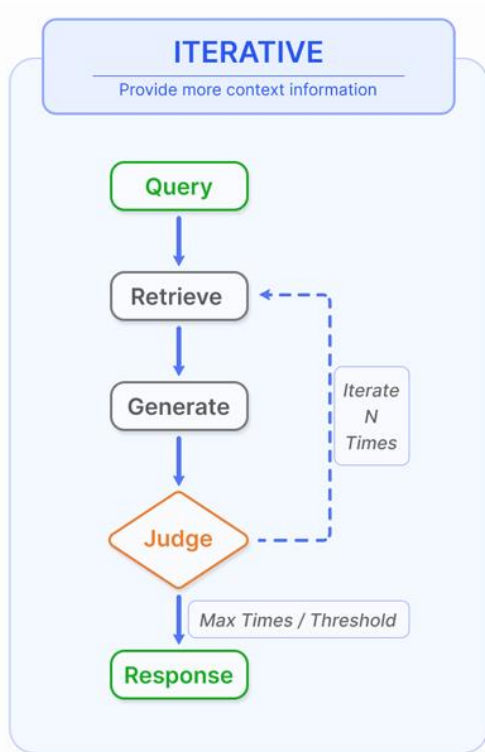 ITERATIVE
Provide more context information
Query
Retrieve
Generate
Iterate
N
Times
Judge
Max Times / Threshold
Response